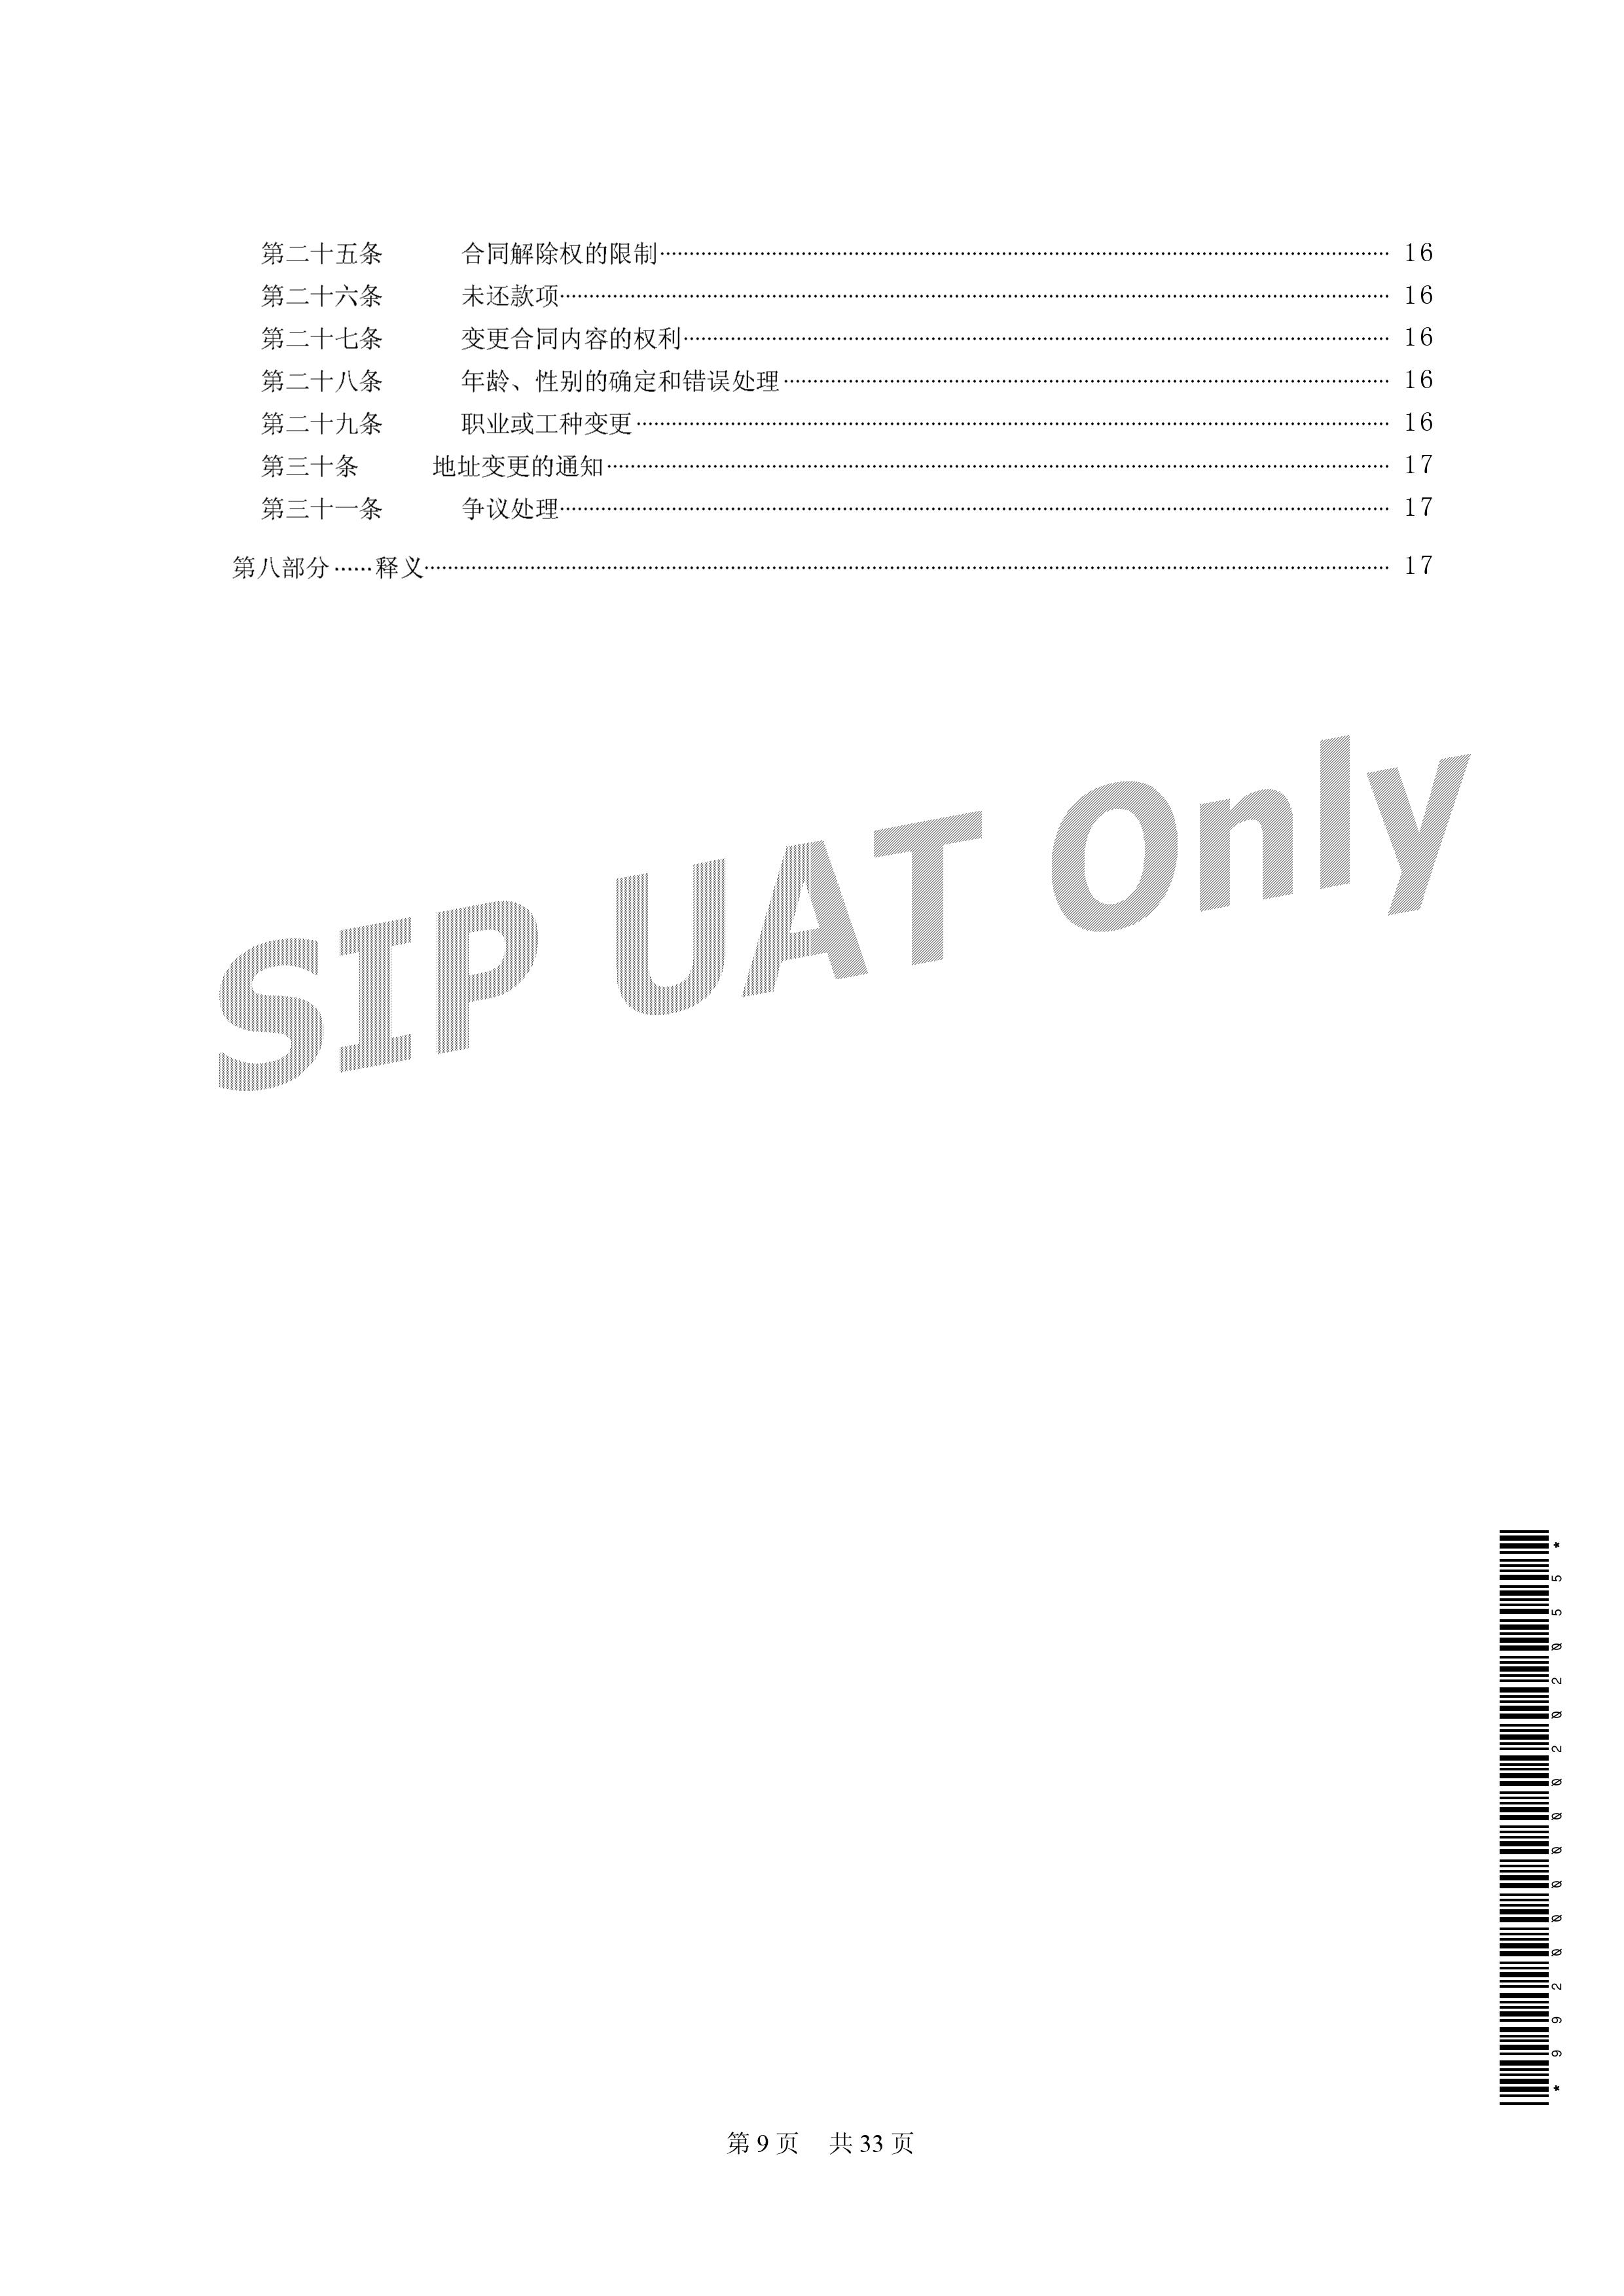 第二十五条 合同解除权的限制 16
第二十六条 未还款项 16
第二十七条 变更合同内容的权利 16
第二十八条 年龄、性别的确定和错误处理 16
第二十九条 职业或工种变更 16
第三十条 地址变更的通知 17
第三十一条 争议处理 17
第八部分……释义 17
SIP UAT Only
*992000000202055*
第 9 页 共 33 页